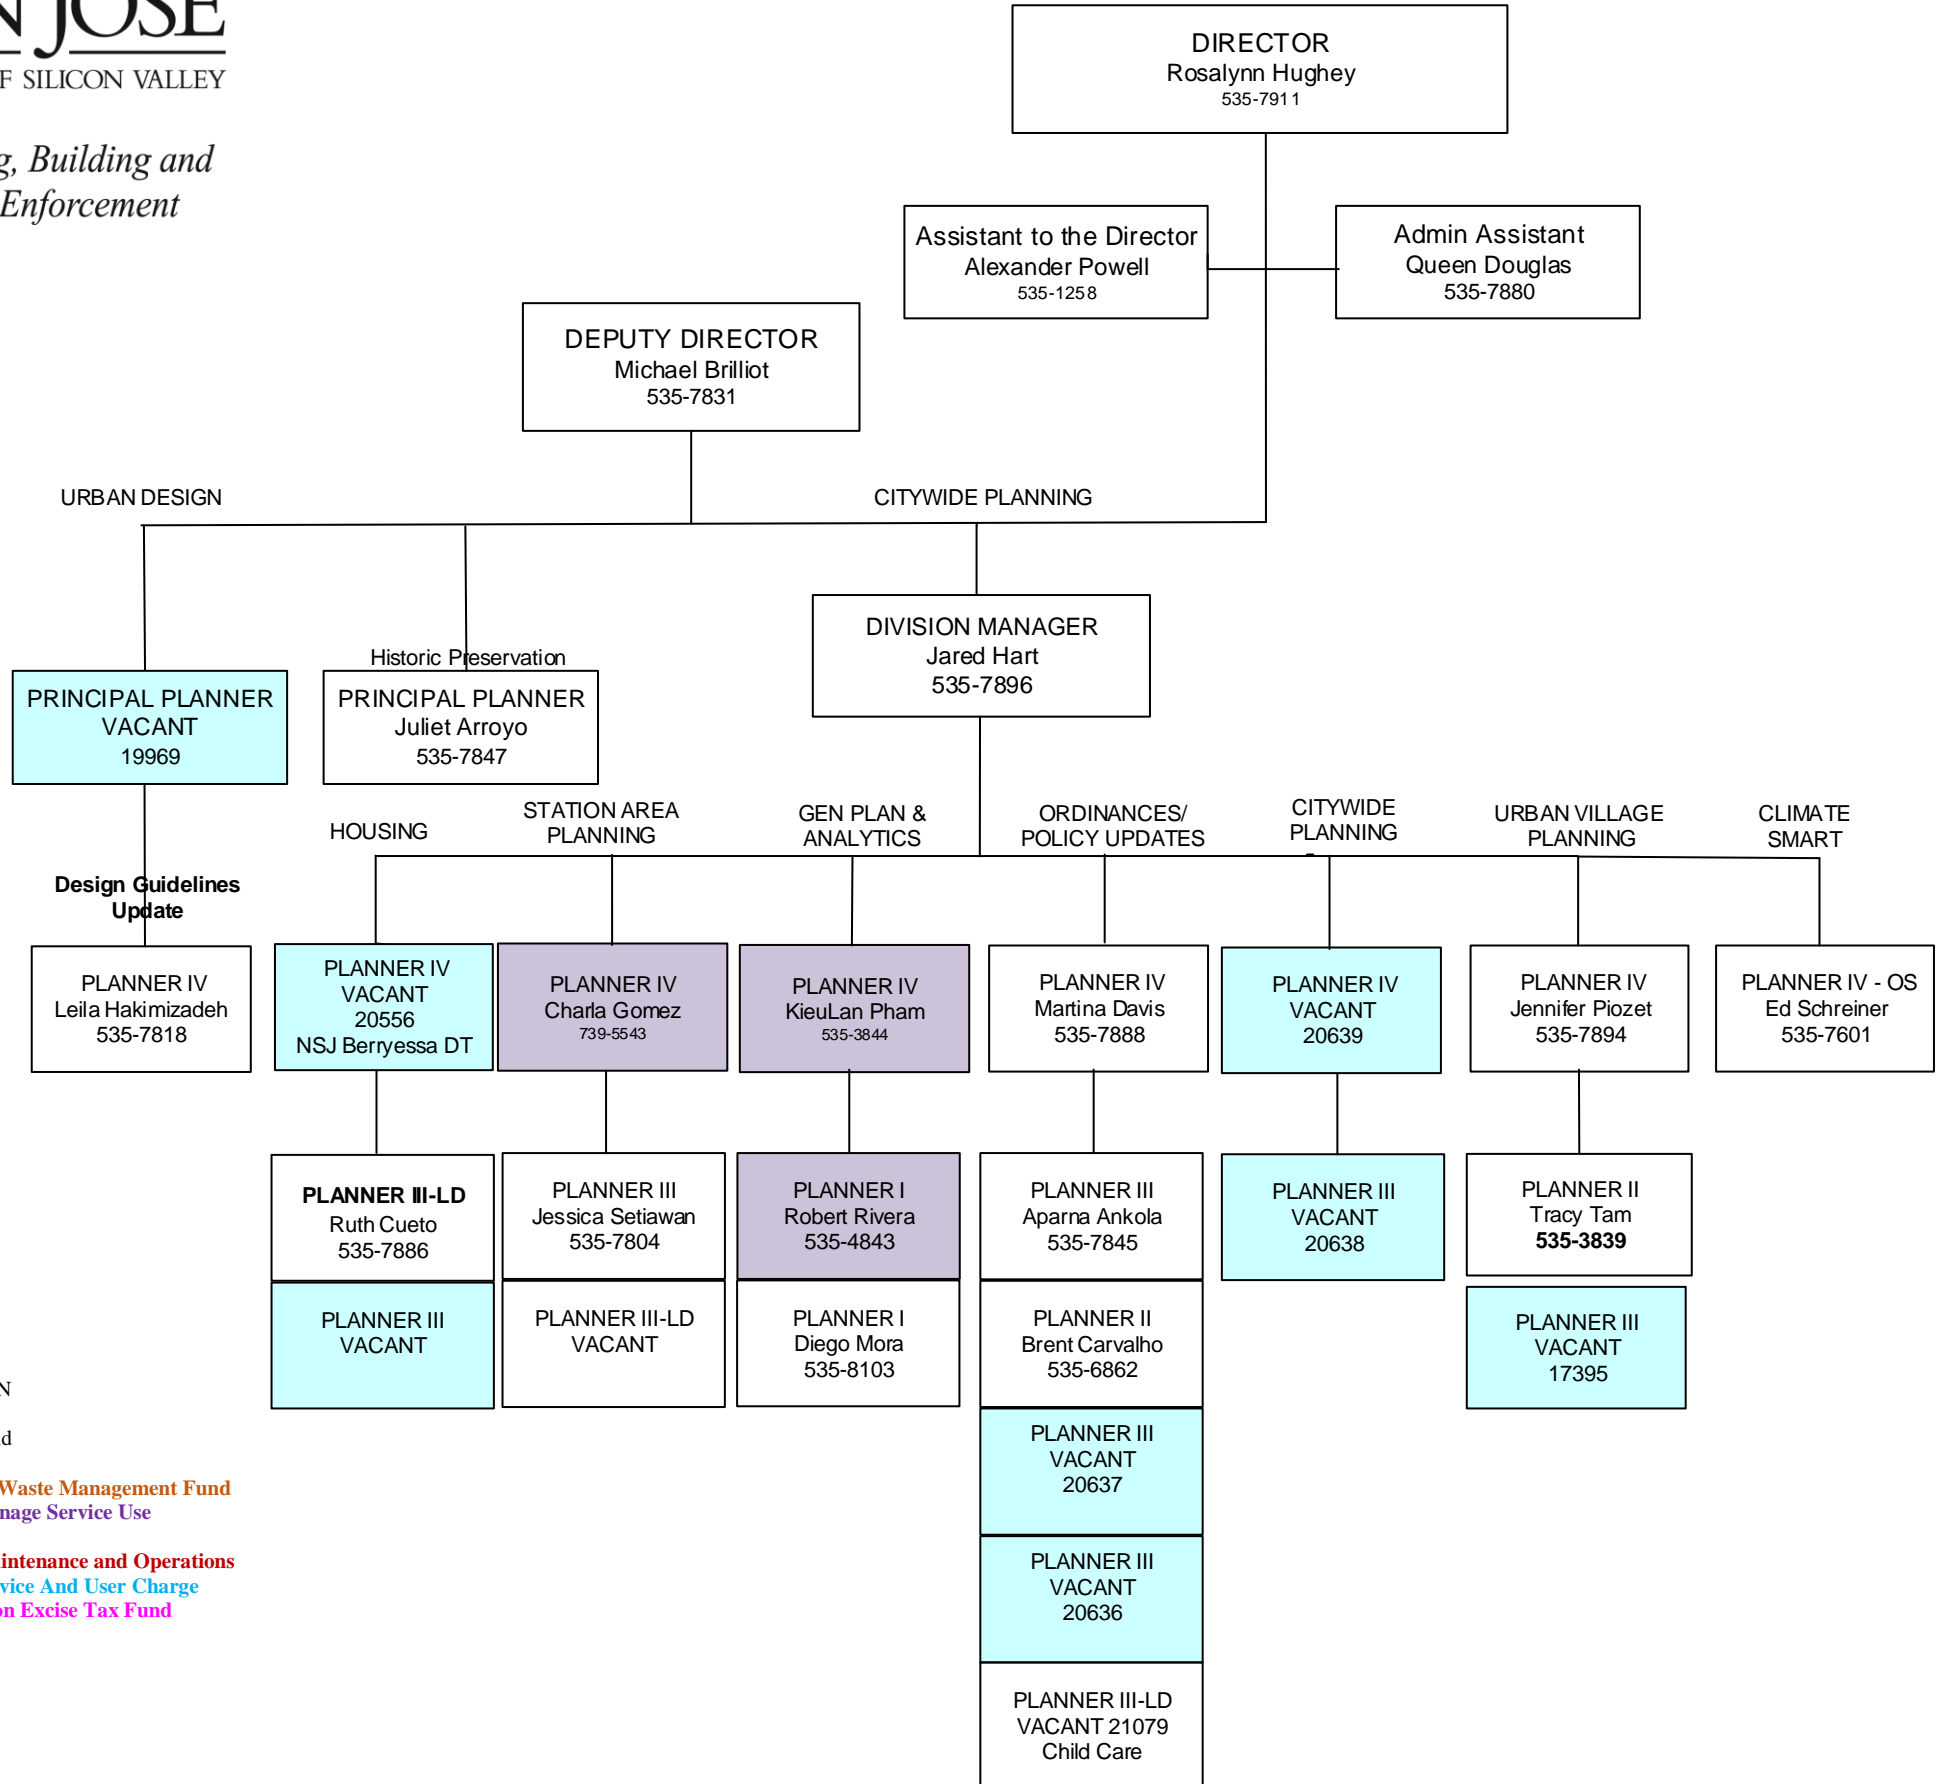 N JOSE
F SILICON VALLEY
g, Building and
Enforcement
DIRECTOR
Rosalynn Hughey
535-7911
Assistant to the Director
Alexander Powell
535-1258
Admin Assistant
Queen Douglas
535-7880
DEPUTY DIRECTOR
Michael Brilliot
535-7831
URBAN DESIGN
CITYWIDE PLANNING
DIVISION MANAGER
Jared Hart
535-7896
PRINCIPAL PLANNER
VACANT
19969
Historic Preservation
PRINCIPAL PLANNER
Juliet Arroyo
535-7847
HOUSING
STATION AREA
PLANNING
GEN PLAN &
ANALYTICS
ORDINANCES/
POLICY UPDATES
CITYWIDE
PLANNING
URBAN VILLAGE
PLANNING
CLIMATE
SMART
Design Guidelines
Update
PLANNER IV
Leila Hakimizadeh
535-7818
PLANNER IV
VACANT
20556
NSJ Berryessa DT
PLANNER IV
Charla Gomez
739-5543
PLANNER IV
KieuLan Pham
535-3844
PLANNER IV
Martina Davis
535-7888
PLANNER IV
VACANT
20639
PLANNER IV
Jennifer Piozet
535-7894
PLANNER IV - OS
Ed Schreiner
535-7601
PLANNER III-LD
Ruth Cueto
535-7886
PLANNER III
Jessica Setiawan
535-7804
PLANNER I
Robert Rivera
535-4843
PLANNER III
Aparna Ankola
535-7845
PLANNER III
VACANT
20638
PLANNER II
Tracy Tam
535-3839
PLANNER III
VACANT
PLANNER III-LD
VACANT
PLANNER I
Diego Mora
535-8103
PLANNER II
Brent Carvalho
535-6862
PLANNER III
VACANT
17395
PLANNER III
VACANT
20637
PLANNER III
VACANT
20636
PLANNER III-LD
VACANT 21079
Child Care
N
d
Waste Management Fund
nage Service Use
intenance and Operations
vice And User Charge
on Excise Tax Fund